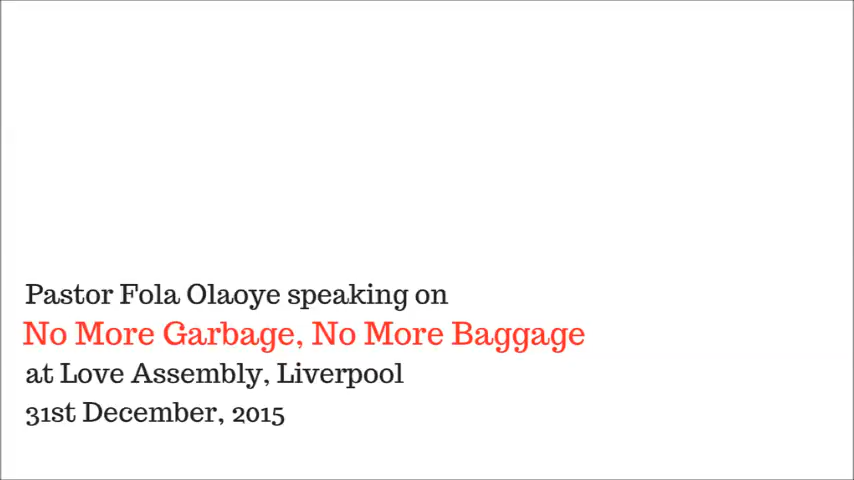 Pastor Fola Olaoye speaking on
No More Garbage, No More Baggage
at Love Assembly, Liverpool
31st December, 2015